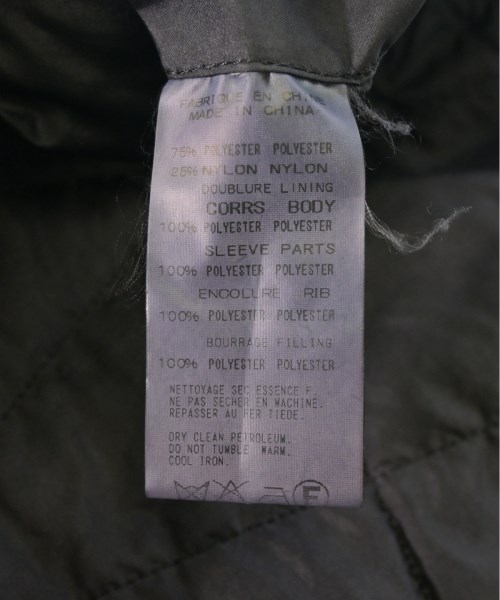 FABRIQUE EN CHINE
MADE IN CHINA
75% POLYESTER POLYESTER
25% NYLON NYLON
DOUBLURE LINING
CORRS BODY
100% POLYESTER POLYESTER
SLEEVE PARTS
100% POLYESTER POLYESTER
ENCOLURE RIB
100% POLYESTER POLYESTER
BOURRAGE FILLING
100% POLYESTER POLYESTER
NETTOYAGE SEC ESSENCE F.
NE PAS SECHER EN MACHINE.
REPASSER AU FER TIEDE.
DRY CLEAN PETROLEUM.
DO NOT TUMBLE WARM.
COOL IRON.
F